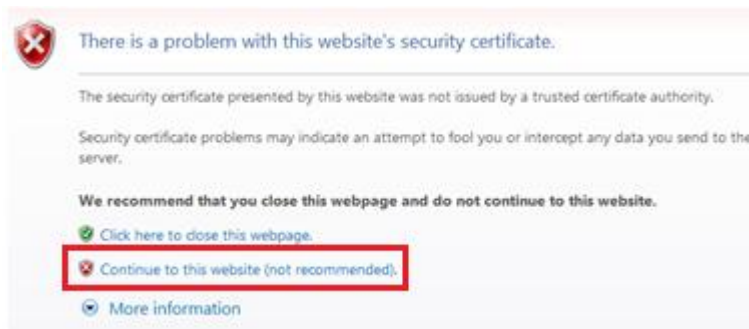 There is a problem with this website's security certificate.
The security certificate presented by this website was not issued by a trusted certificate authority.
Security certificate problems may indicate an attempt to fool you or intercept any data you send to the
server.
We recommend that you close this webpage and do not continue to this website.
Click here to close this webpage.
Continue to this website (not recommended).
More information